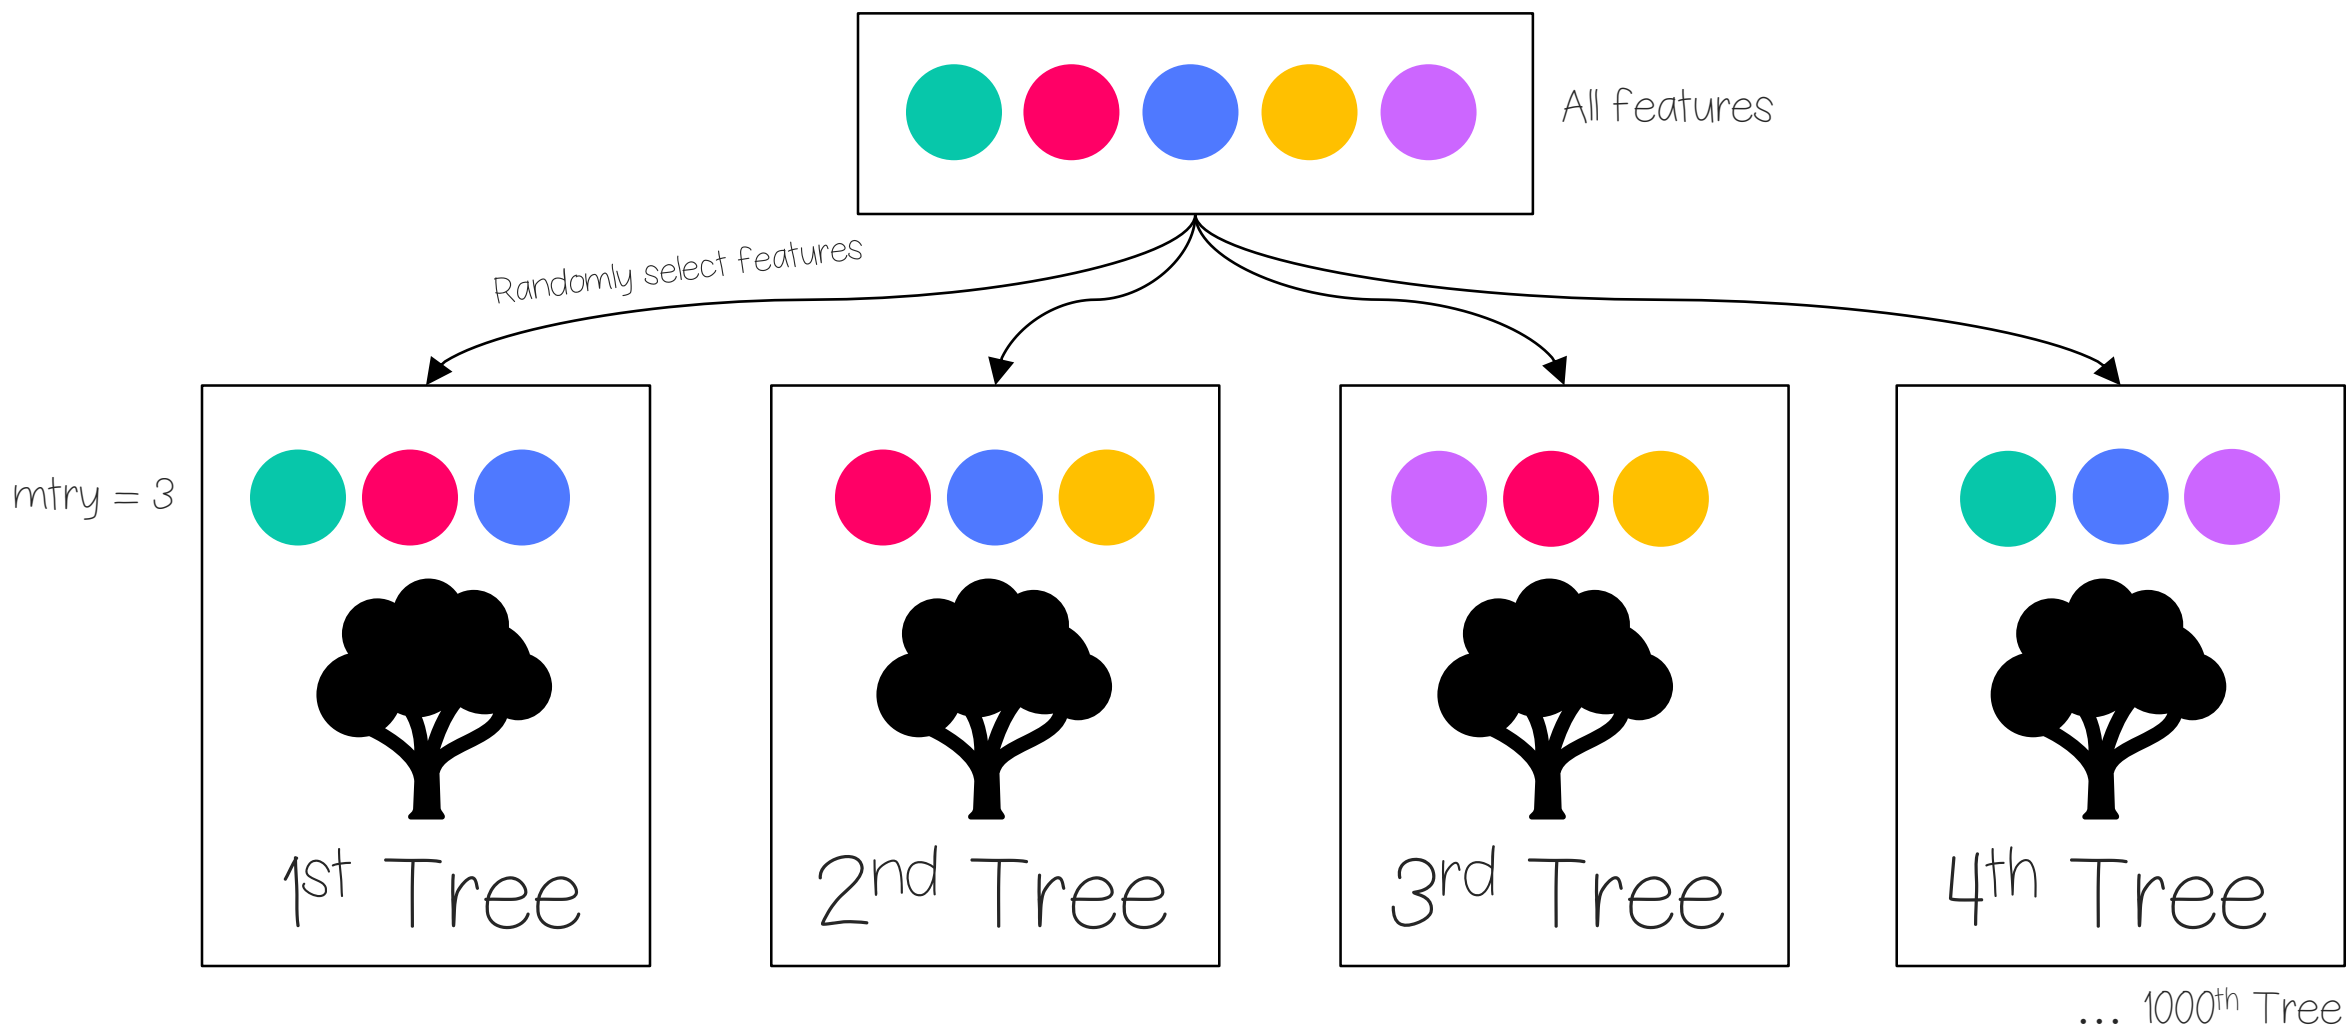 All features
Randomly select features
mtry = 3
1st Tree
2nd Tree
3rd Tree
4th Tree
... 1000th Tree